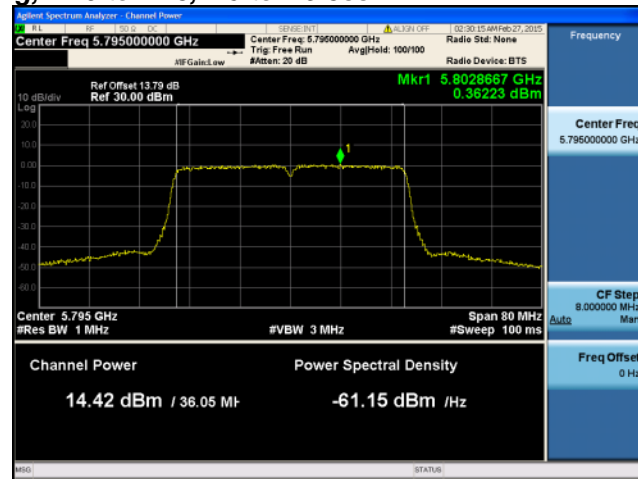 Agilent Spectrum Analyzer - Channel Power
RL RF 50 Ω DC SENSE:INT ALIGN OFF 02:30:15 AM Feb 27, 2015
Center Freq 5.795000000 GHz
Center Freq: 5.795000000 GHz
Radio Std: None
Trig: Free Run Avg|Hold: 100/100
#IFGain:Low #Atten: 20 dB Radio Device: BTS
Ref Offset 13.79 dB
Mkr1 5.8028667 GHz
10 dB/div Ref 30.00 dBm 0.36223 dBm
Log
20.0
10.0
1
0.00
-10.0
-20.0
-30.0
-40.0
-50.0
-60.0
Center 5.795 GHz Span 80 MHz
#Res BW 1 MHz #VBW 3 MHz #Sweep 100 ms
Channel Power Power Spectral Density
14.42 dBm / 36.05 MH -61.15 dBm /Hz
MSG STATUS
Frequency
Center Freq
5.795000000 GHz
CF Step
8.000000 MHz
Auto Man
Freq Offset
0 Hz